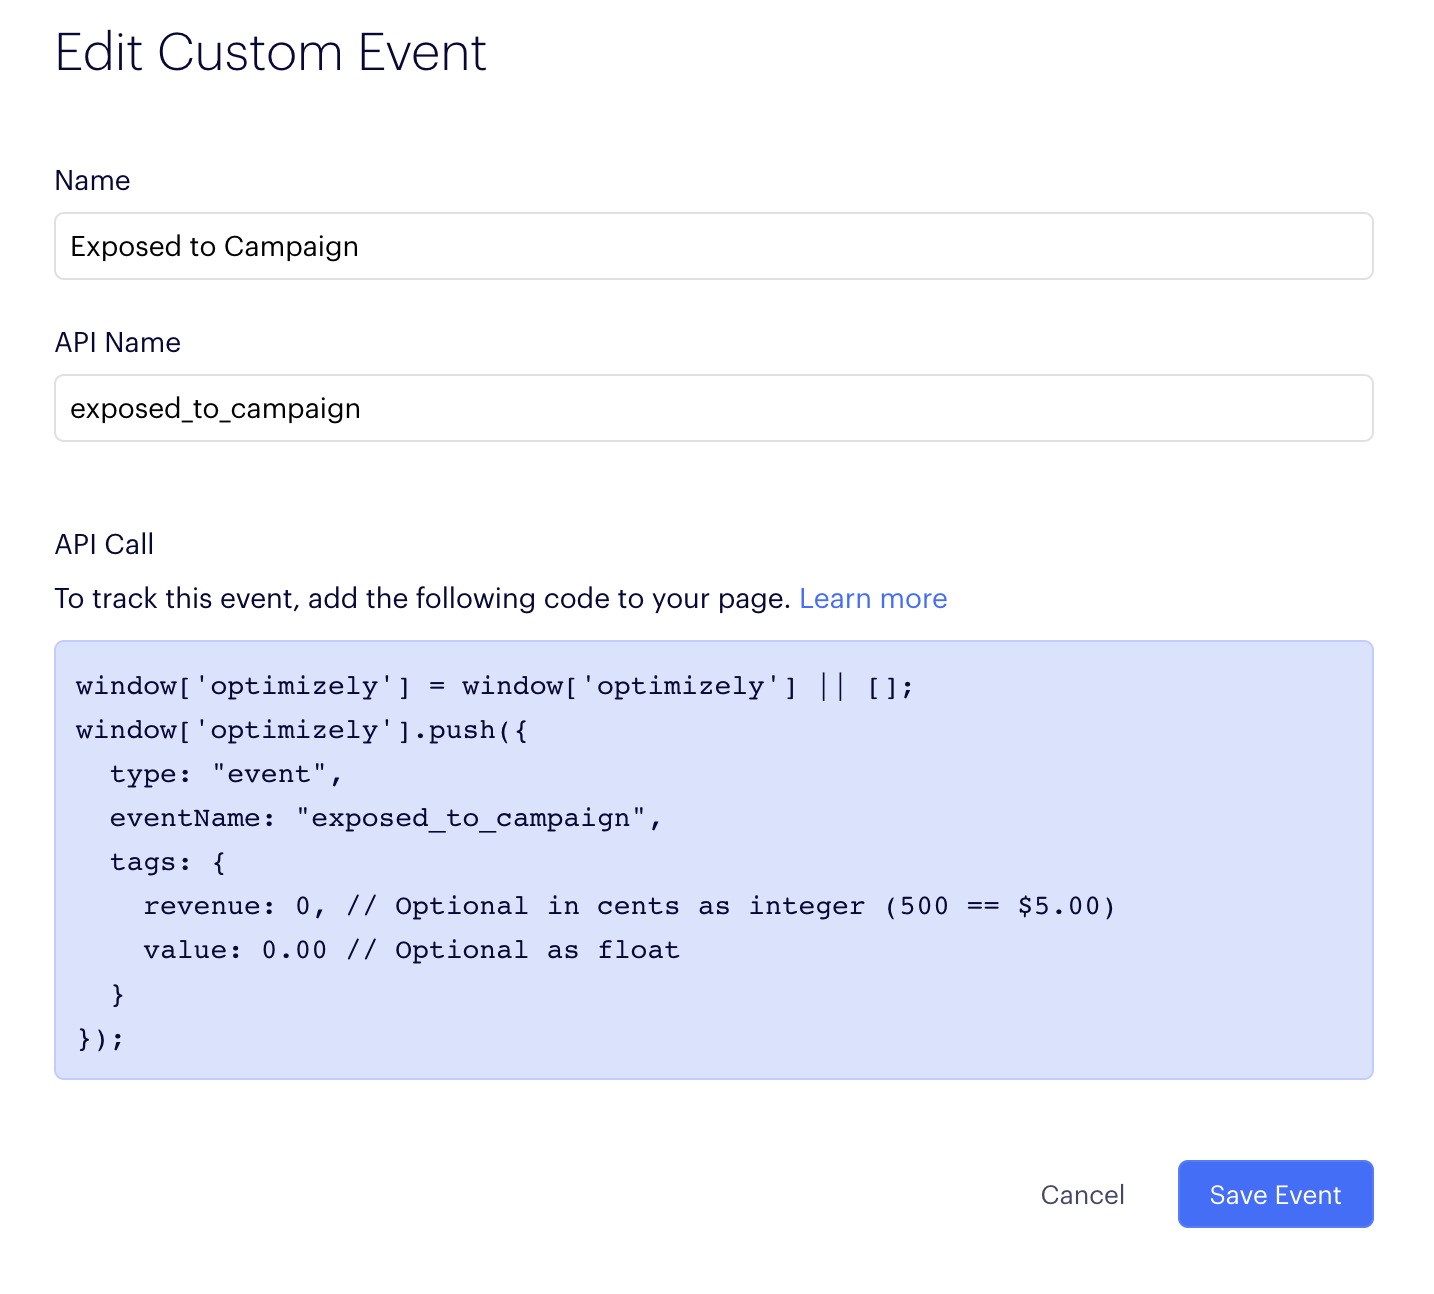 Edit Custom Event
Name
Exposed to Campaign
API Name
exposed_to_campaign
API Call
To track this event, add the following code to your page. Learn more
window['optimizely'] = window['optimizely'] || [];
window['optimizely'].push({
  type: "event",
  eventName: "exposed_to_campaign",
  tags: {
    revenue: 0, // Optional in cents as integer (500 == $5.00)
    value: 0.00 // Optional as float
  }
});
Cancel Save Event